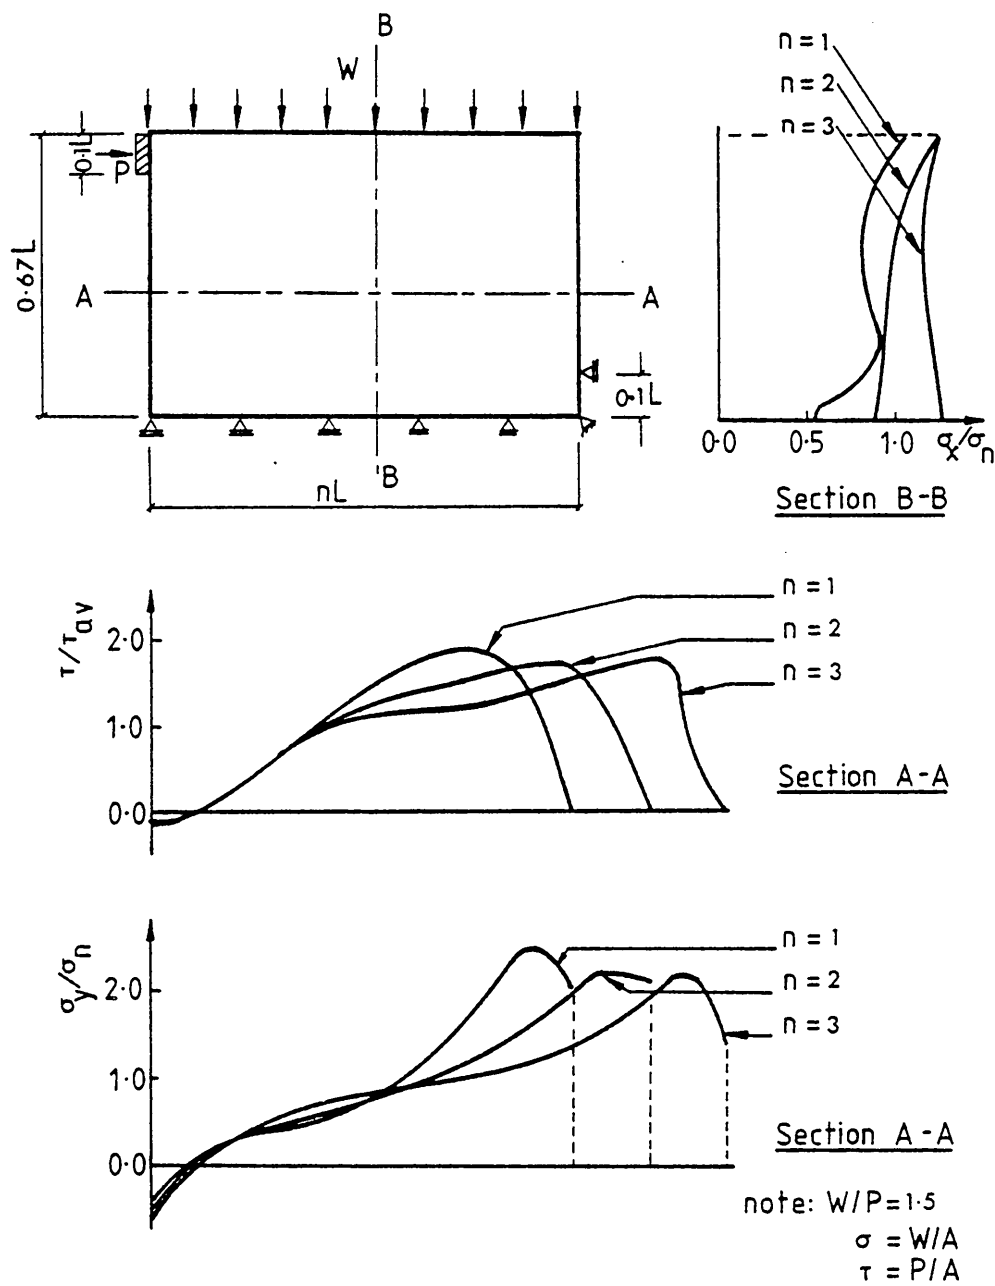 B
W
0·1L
P
0·67L
A
A
0·1L
B
nL
n=1
n=2
n=3
0·0
0·5
1·0
σx/σn
Section B-B
τ/τav
2·0
1·0
0·0
n=1
n=2
n=3
Section A-A
σy/σn
2·0
1·0
0·0
n=1
n=2
n=3
Section A-A
note: W/P=1·5
σ = W/A
τ = P/A